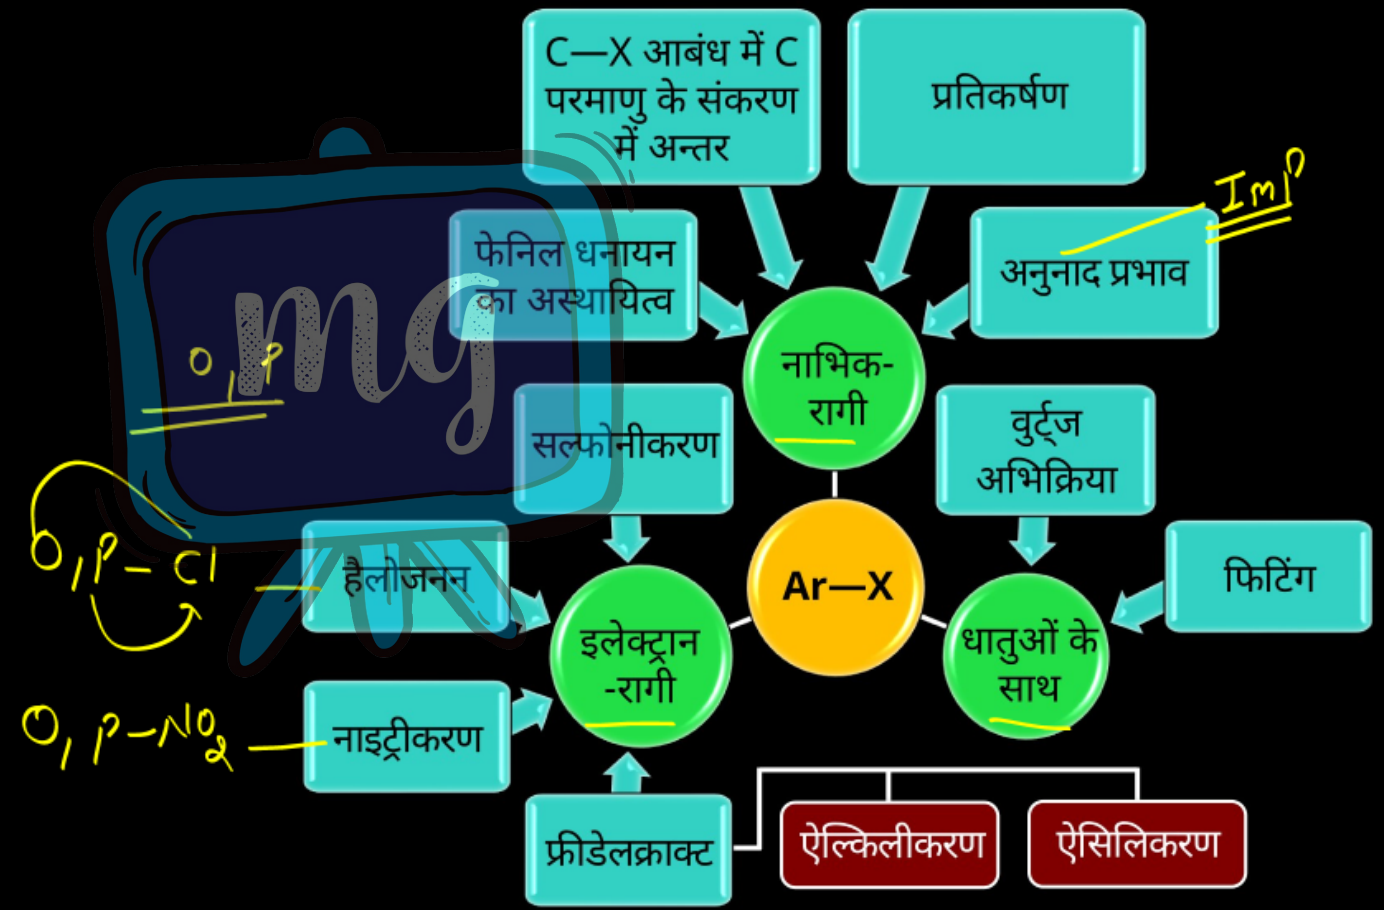 C—X आबंध में C
परमाणु के संकरण
में अन्तर
प्रतिकर्षण
Imp
फेनिल धनायन
का अस्थायित्व
अनुनाद प्रभाव
mg
O, P
नाभिक-
रागी
सल्फोनीकरण
वुर्ट्ज
अभिक्रिया
O, P – Cl
हैलोजनन
Ar—X
फिटिंग
इलेक्ट्रान
-रागी
धातुओं के
साथ
O, P – NO2
नाइट्रीकरण
फ्रीडेलक्राक्ट
ऐल्किलीकरण
ऐसिलिकरण